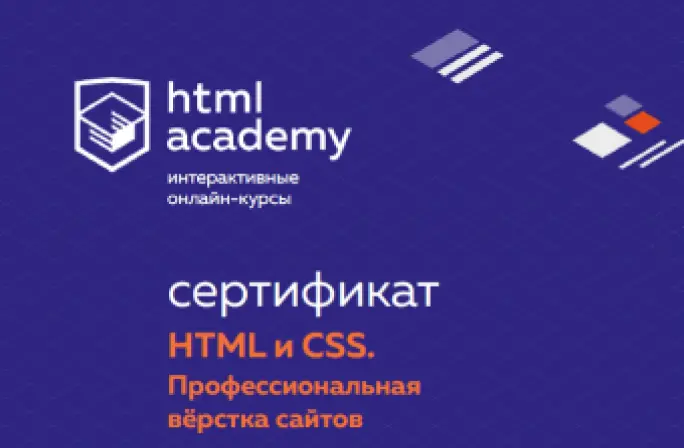 html
academy
интерактивные
онлайн-курсы
сертификат
HTML и CSS.
Профессиональная
вёрстка сайтов